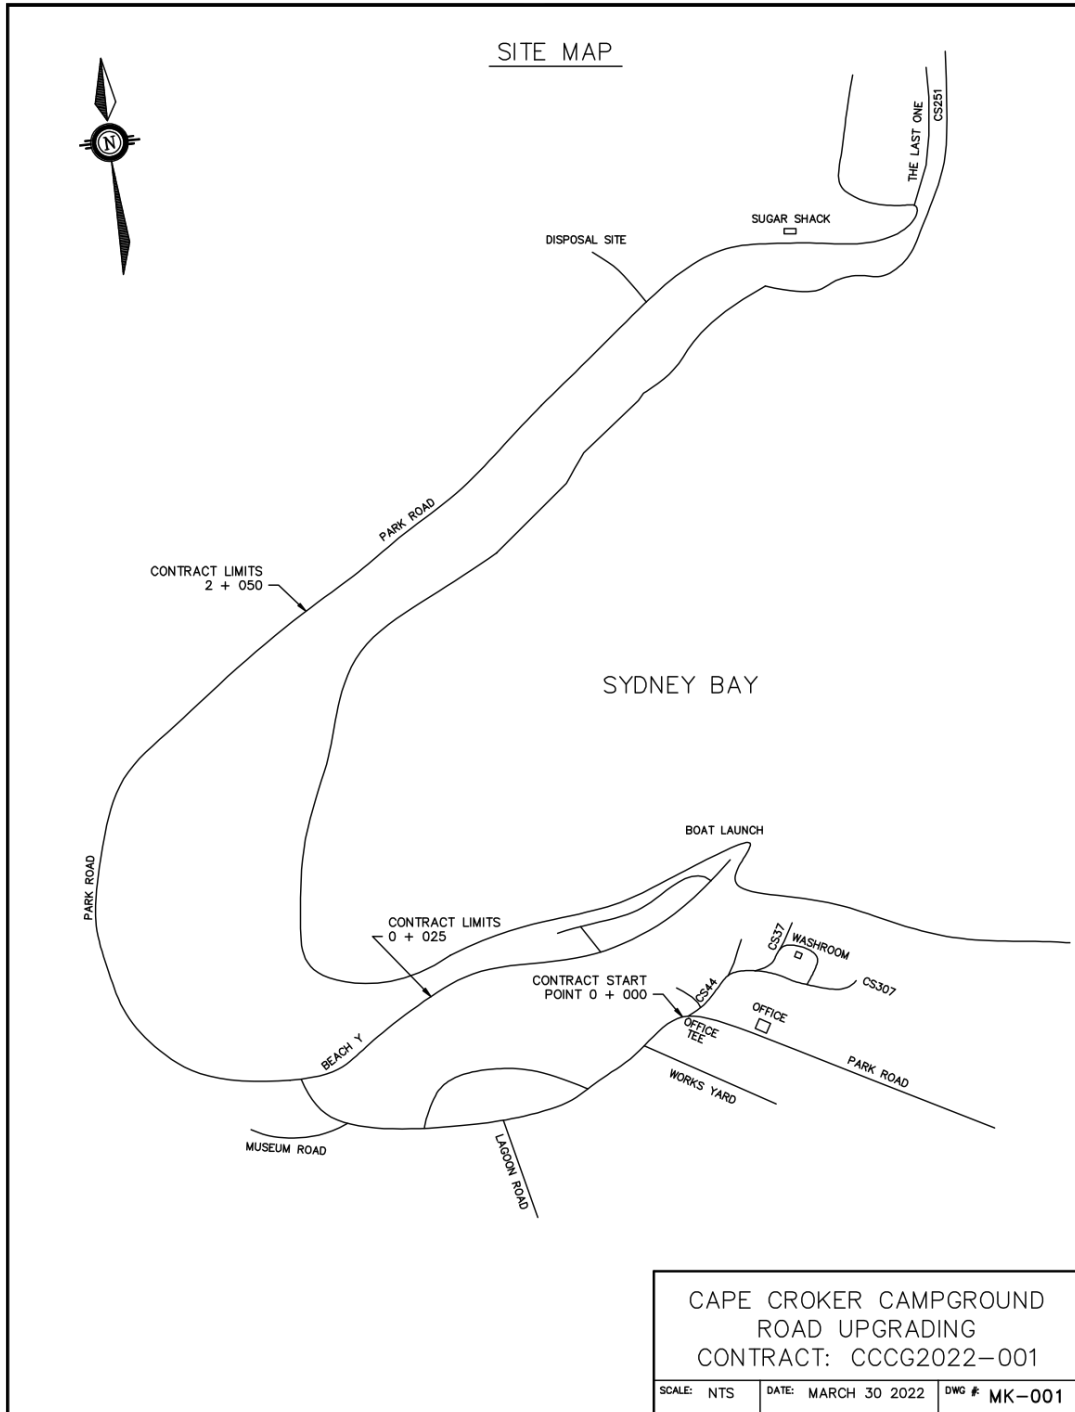 SITE MAP
N
THE LAST ONE
CS251
SUGAR SHACK
DISPOSAL SITE
PARK ROAD
CONTRACT LIMITS
2 + 050
SYDNEY BAY
BOAT LAUNCH
PARK ROAD
CONTRACT LIMITS
0 + 025
CS37
WASHROOM
CONTRACT START
POINT 0 + 000
CS44
CS307
OFFICE
OFFICE
TEE
BEACH Y
PARK ROAD
WORKS YARD
MUSEUM ROAD
LAGOON ROAD
CAPE CROKER CAMPGROUND
ROAD UPGRADING
CONTRACT: CCCG2022-001
SCALE: NTS
DATE: MARCH 30 2022
DWG #: MK-001